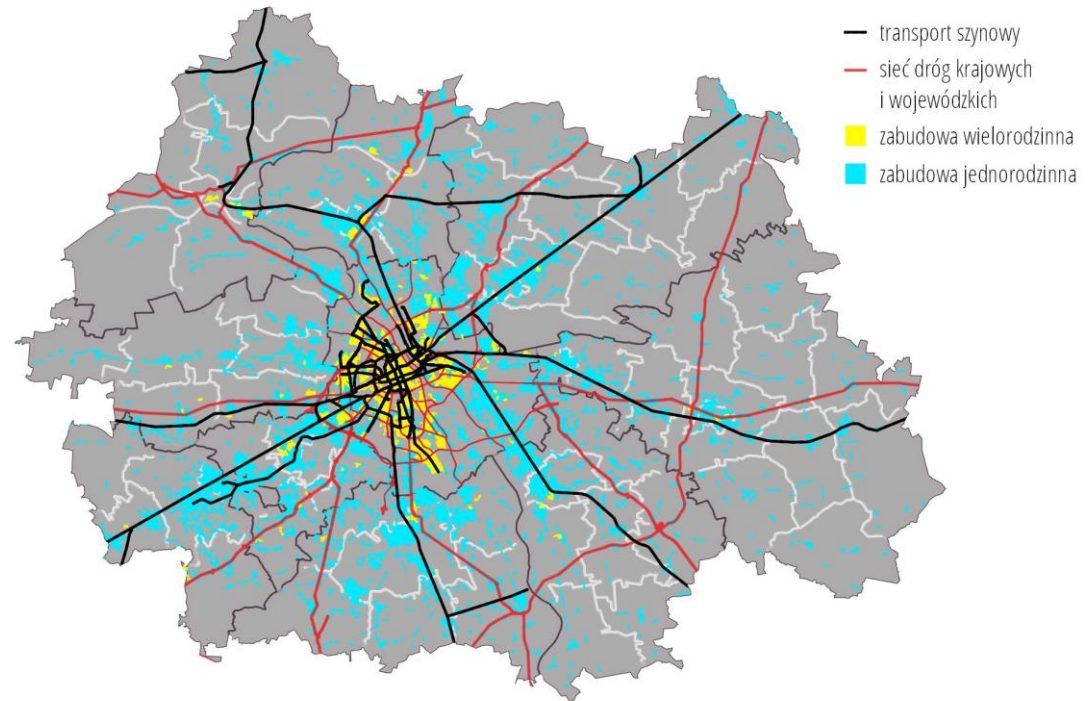 transport szynowy
sieć dróg krajowych
i wojewódzkich
zabudowa wielorodzinna
zabudowa jednorodzinna